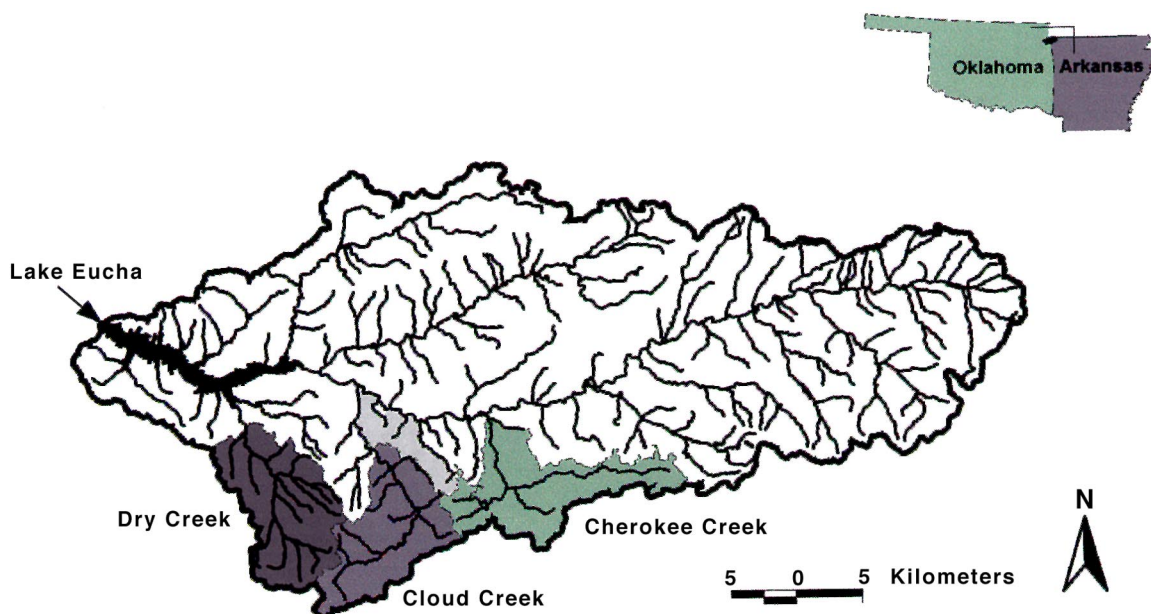 Oklahoma
Arkansas
Lake Eucha
Dry Creek
Cherokee Creek
Cloud Creek
N
5 0 5 Kilometers